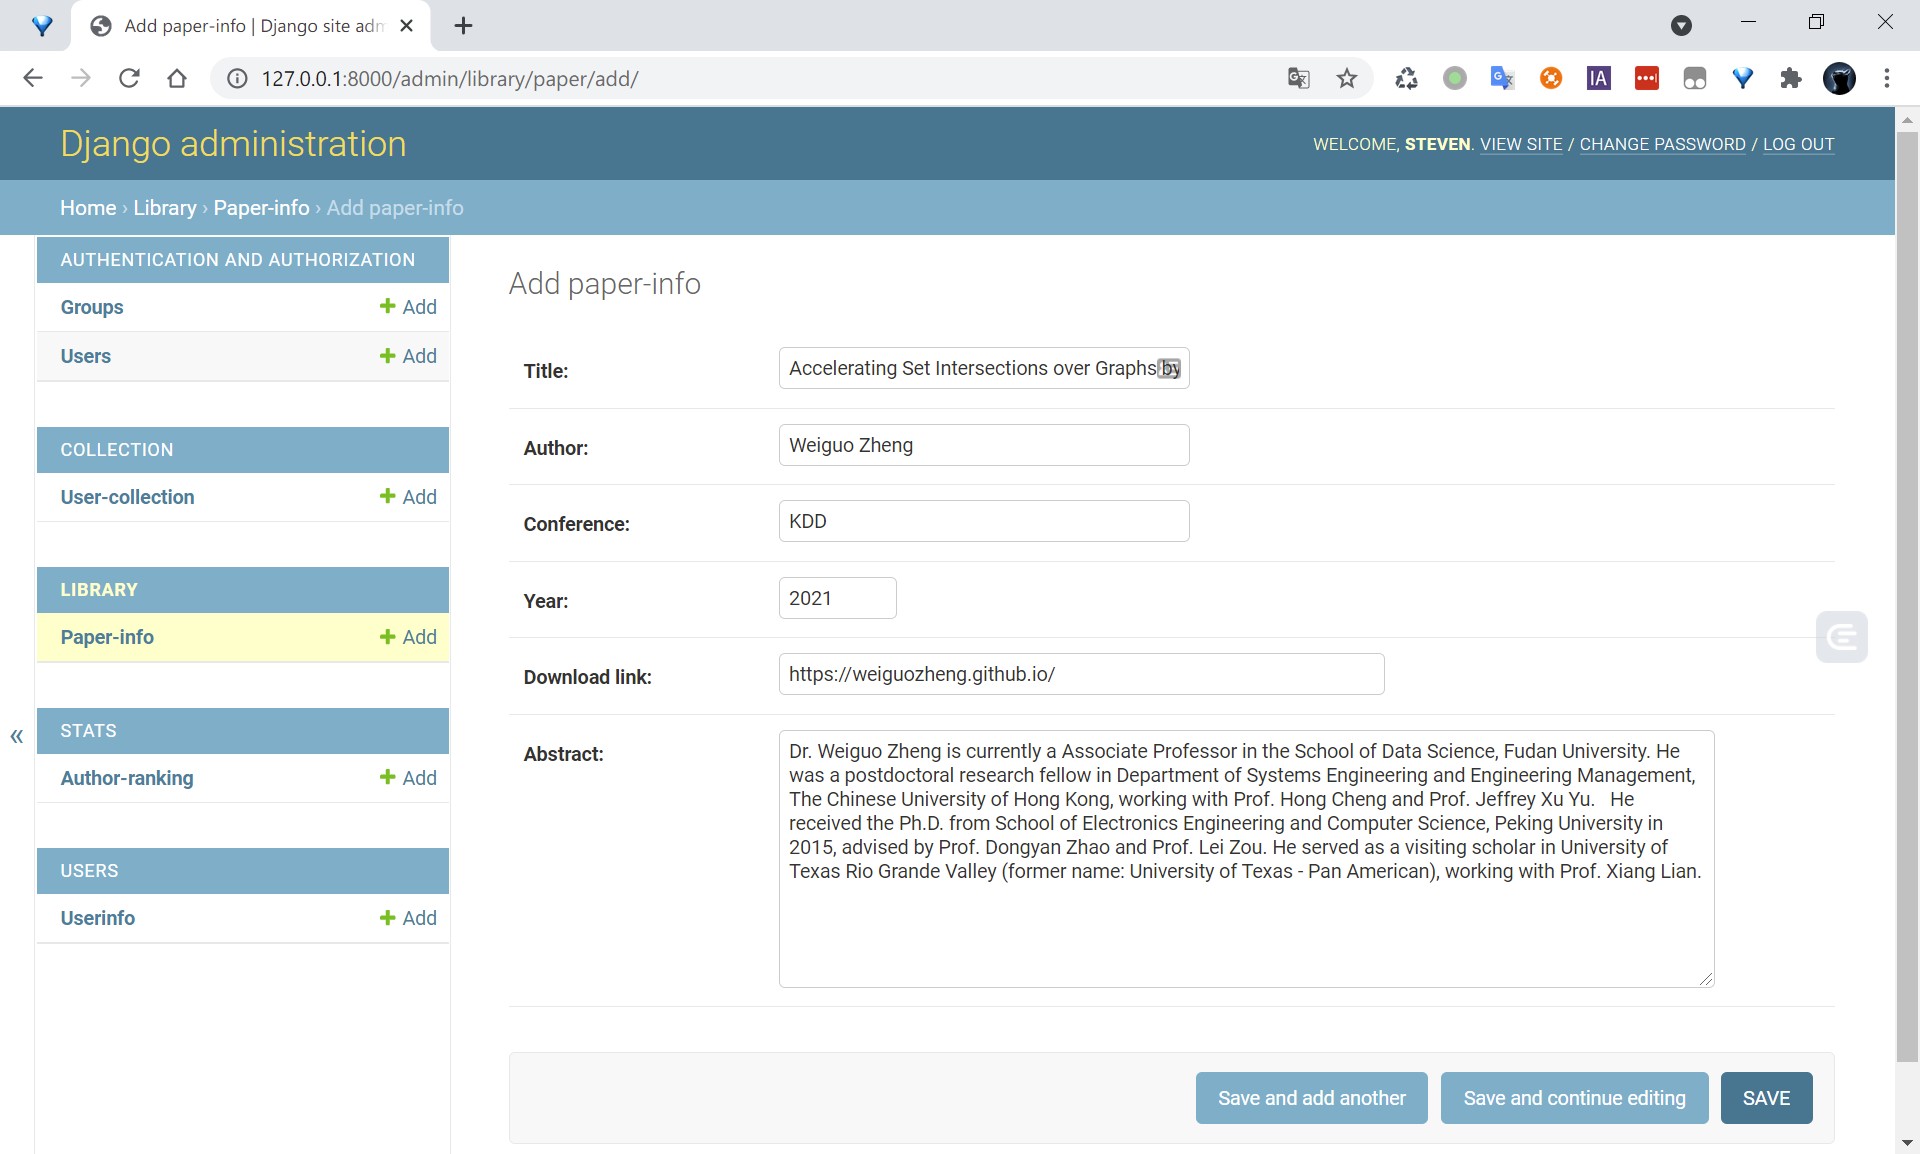 Add paper-info | Django site adm
127.0.0.1:8000/admin/library/paper/add/
Django administration
WELCOME, STEVEN. VIEW SITE / CHANGE PASSWORD / LOG OUT
Home › Library › Paper-info › Add paper-info
AUTHENTICATION AND AUTHORIZATION
Groups + Add
Users + Add
COLLECTION
User-collection + Add
LIBRARY
Paper-info + Add
STATS
Author-ranking + Add
USERS
Userinfo + Add
«
Add paper-info
Title: Accelerating Set Intersections over Graphs by
Author: Weiguo Zheng
Conference: KDD
Year: 2021
Download link: https://weiguozheng.github.io/
Abstract: Dr. Weiguo Zheng is currently a Associate Professor in the School of Data Science, Fudan University. He
was a postdoctoral research fellow in Department of Systems Engineering and Engineering Management,
The Chinese University of Hong Kong, working with Prof. Hong Cheng and Prof. Jeffrey Xu Yu.   He
received the Ph.D. from School of Electronics Engineering and Computer Science, Peking University in
2015, advised by Prof. Dongyan Zhao and Prof. Lei Zou. He served as a visiting scholar in University of
Texas Rio Grande Valley (former name: University of Texas - Pan American), working with Prof. Xiang Lian.
Save and add another Save and continue editing SAVE